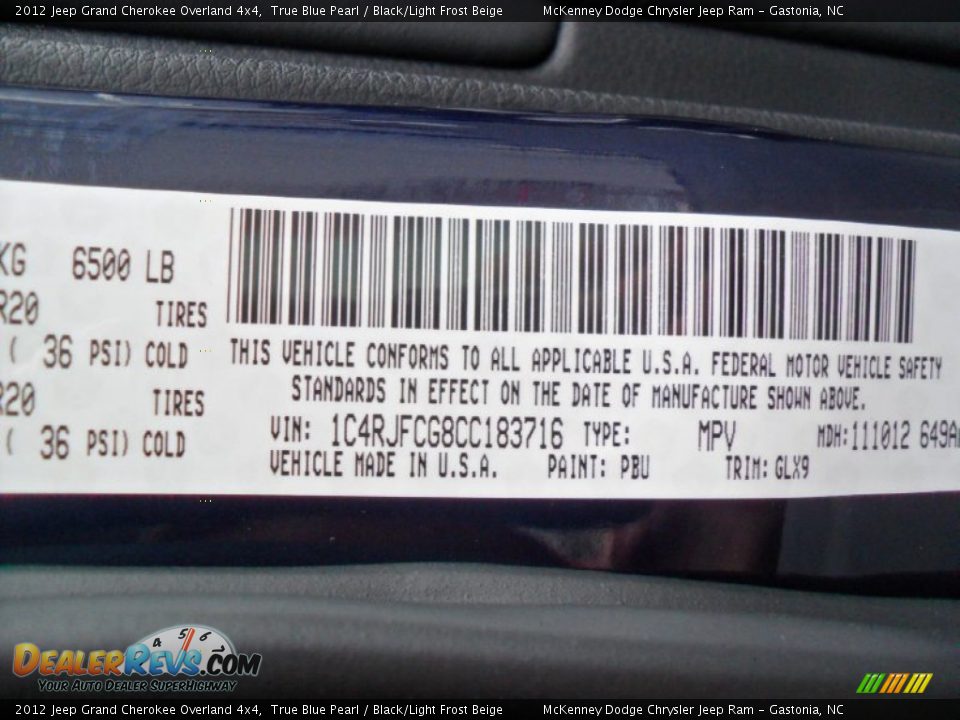 2012 Jeep Grand Cherokee Overland 4x4, True Blue Pearl / Black/Light Frost Beige McKenney Dodge Chrysler Jeep Ram - Gastonia, NC
KG 6500 LB
R20 TIRES
( 36 PSI) COLD
R20 TIRES
( 36 PSI) COLD
THIS VEHICLE CONFORMS TO ALL APPLICABLE U.S.A. FEDERAL MOTOR VEHICLE SAFETY
STANDARDS IN EFFECT ON THE DATE OF MANUFACTURE SHOWN ABOVE.
VIN: 1C4RJFCG8CC183716 TYPE: MPV MDH:111012 649A
VEHICLE MADE IN U.S.A. PAINT: PBU TRIM: GLX9
4 5 6 7
DEALERREVS.COM
YOUR AUTO DEALER SUPERHIGHWAY
2012 Jeep Grand Cherokee Overland 4x4, True Blue Pearl / Black/Light Frost Beige McKenney Dodge Chrysler Jeep Ram - Gastonia, NC